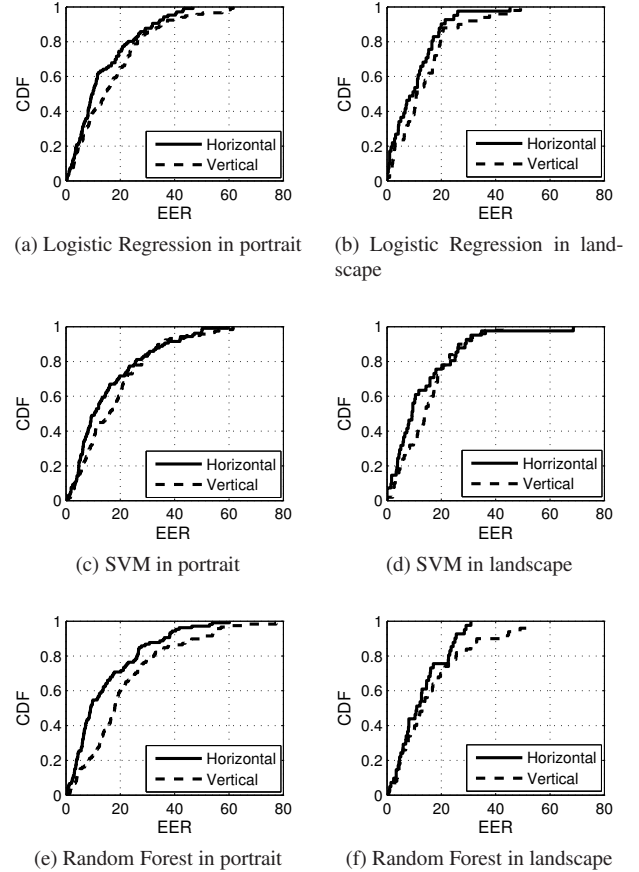 1
0.8
0.6
0.4
0.2
0
CDF
Horizontal
Vertical
0 20 40 60 80
EER
(a) Logistic Regression in portrait
1
0.8
0.6
0.4
0.2
0
CDF
Horizontal
Vertical
0 20 40 60 80
EER
(b) Logistic Regression in land-
scape
1
0.8
0.6
0.4
0.2
0
CDF
Horrizontal
Vertical
0 20 40 60 80
EER
(c) SVM in portrait
1
0.8
0.6
0.4
0.2
0
CDF
Horrizontal
Vertical
0 20 40 60 80
EER
(d) SVM in landscape
1
0.8
0.6
0.4
0.2
0
CDF
Horizontal
Vertical
0 20 40 60 80
EER
(e) Random Forest in portrait
1
0.8
0.6
0.4
0.2
0
CDF
Horizontal
Vertical
0 20 40 60 80
EER
(f) Random Forest in landscape